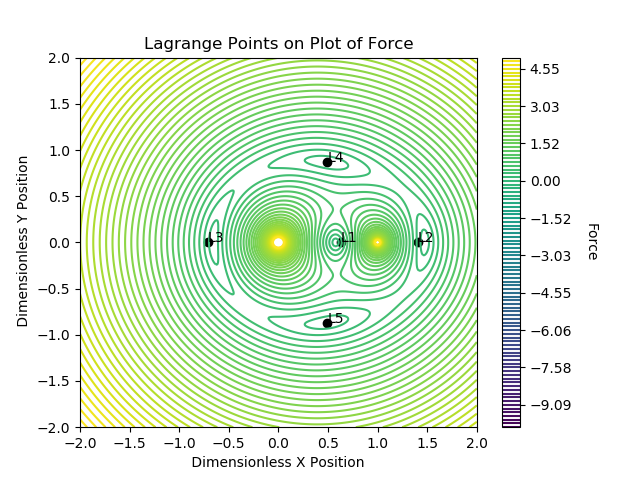 Lagrange Points on Plot of Force
2.0
1.5
1.0
0.5
0.0
−0.5
−1.0
−1.5
−2.0
Dimensionless Y Position
L4
L3
L1
L2
L5
−2.0 −1.5 −1.0 −0.5 0.0 0.5 1.0 1.5 2.0
Dimensionless X Position
4.55
3.03
1.52
0.00
−1.52
−3.03
−4.55
−6.06
−7.58
−9.09
Force